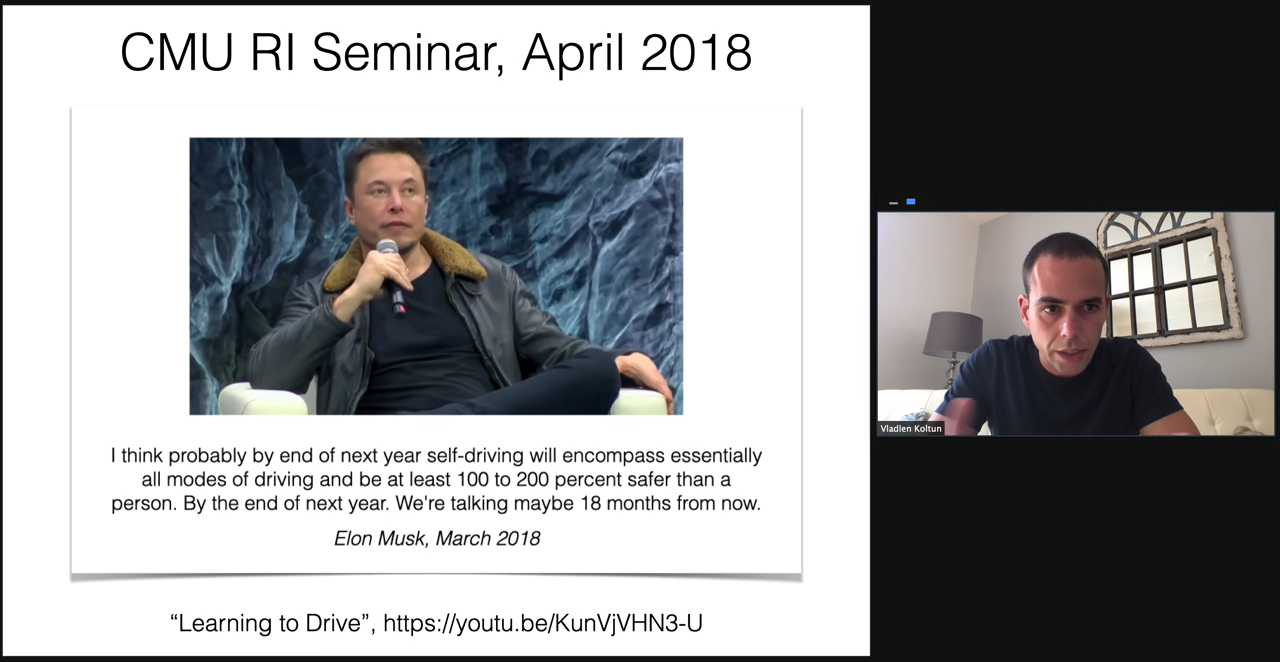 CMU RI Seminar, April 2018
I think probably by end of next year self-driving will encompass essentially
all modes of driving and be at least 100 to 200 percent safer than a
person. By the end of next year. We're talking maybe 18 months from now.
Elon Musk, March 2018
“Learning to Drive”, https://youtu.be/KunVjVHN3-U
Vladlen Koltun